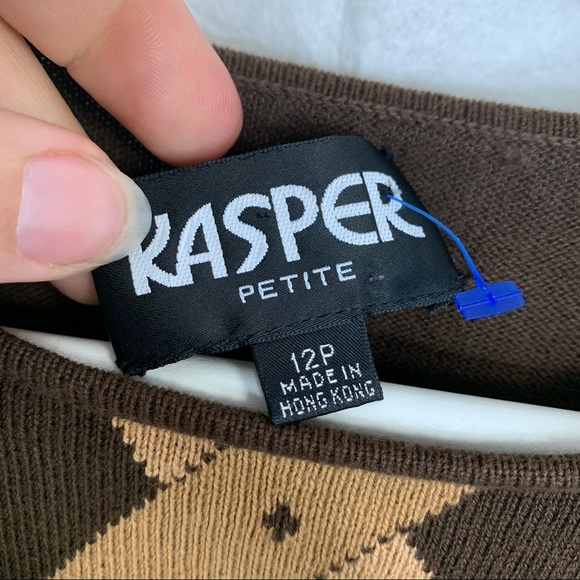 KASPER
PETITE
12P
MADE IN
HONG KONG